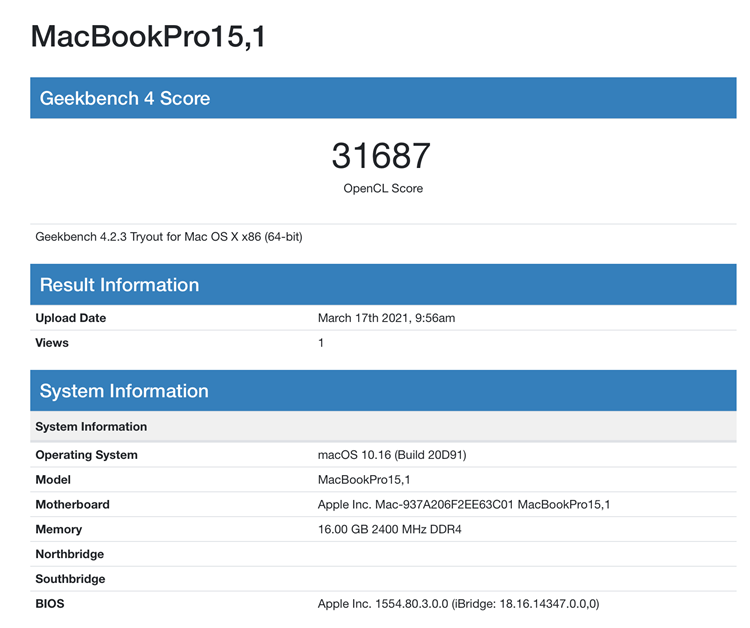 MacBookPro15,1
Geekbench 4 Score
31687
OpenCL Score
Geekbench 4.2.3 Tryout for Mac OS X x86 (64-bit)
Result Information
Upload Date March 17th 2021, 9:56am
Views 1
System Information
System Information
Operating System macOS 10.16 (Build 20D91)
Model MacBookPro15,1
Motherboard Apple Inc. Mac-937A206F2EE63C01 MacBookPro15,1
Memory 16.00 GB 2400 MHz DDR4
Northbridge
Southbridge
BIOS Apple Inc. 1554.80.3.0.0 (iBridge: 18.16.14347.0.0,0)